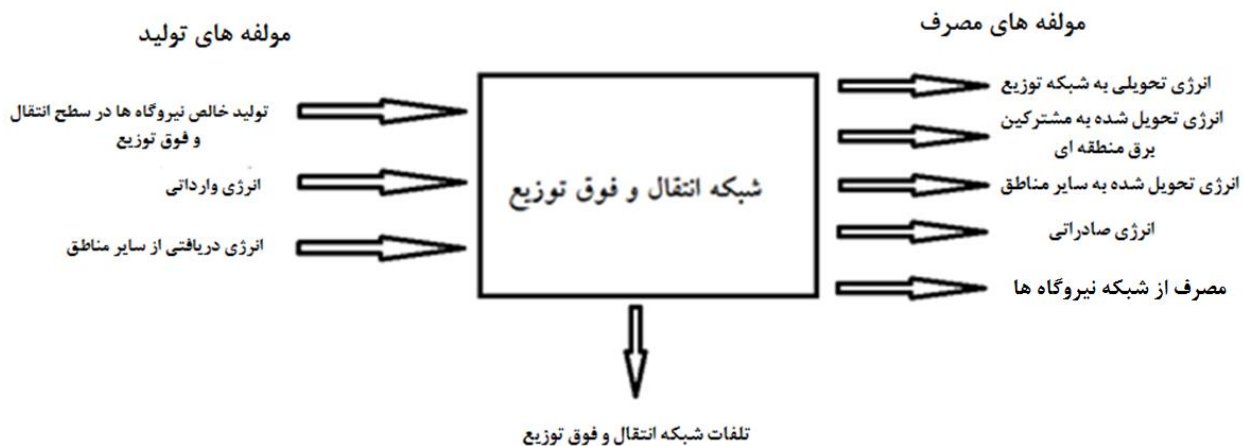 مولفه های تولید
مولفه های مصرف
تولید خالص نیروگاه ها در سطح انتقال
و فوق توزیع
انرژی وارداتی
انرژی دریافتی از سایر مناطق
شبکه انتقال و فوق توزیع
انرژی تحویلی به شبکه توزیع
انرژی تحویل شده به مشترکین
برق منطقه ای
انرژی تحویل شده به سایر مناطق
انرژی صادراتی
مصرف از شبکه نیروگاه ها
تلفات شبکه انتقال و فوق توزیع